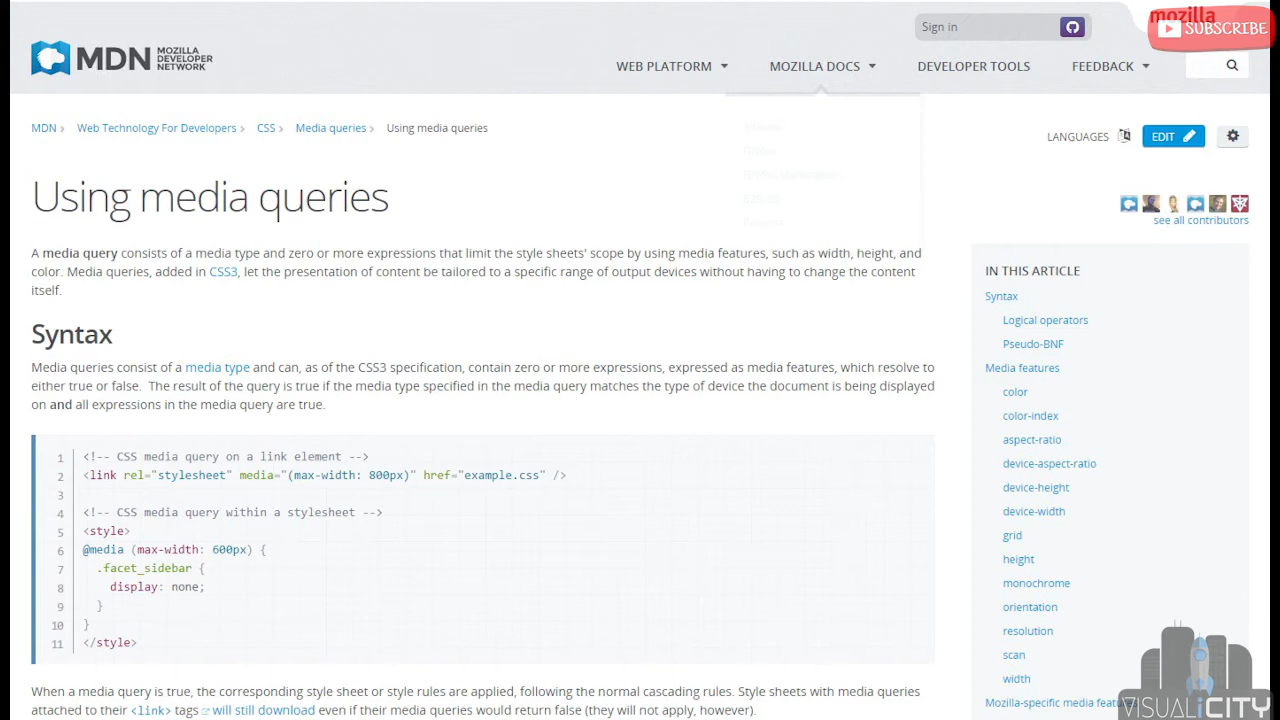 mozilla
SUBSCRIBE
Sign in
MDN MOZILLA DEVELOPER NETWORK
WEB PLATFORM
MOZILLA DOCS
DEVELOPER TOOLS
FEEDBACK
MDN
Web Technology For Developers
CSS
Media queries
Using media queries
LANGUAGES
EDIT
Using media queries
see all contributors
A media query consists of a media type and zero or more expressions that limit the style sheets' scope by using media features, such as width, height, and
color. Media queries, added in CSS3, let the presentation of content be tailored to a specific range of output devices without having to change the content
itself.
Syntax
Media queries consist of a media type and can, as of the CSS3 specification, contain zero or more expressions, expressed as media features, which resolve to
either true or false. The result of the query is true if the media type specified in the media query matches the type of device the document is being displayed
on and all expressions in the media query are true.
1 <!-- CSS media query on a link element -->
2 <link rel="stylesheet" media="(max-width: 800px)" href="example.css" />
3
4 <!-- CSS media query within a stylesheet -->
5 <style>
6 @media (max-width: 600px) {
7 .facet_sidebar {
8 display: none;
9 }
10 }
11 </style>
When a media query is true, the corresponding style sheet or style rules are applied, following the normal cascading rules. Style sheets with media queries
attached to their <link> tags will still download even if their media queries would return false (they will not apply, however).
IN THIS ARTICLE
Syntax
Logical operators
Pseudo-BNF
Media features
color
color-index
aspect-ratio
device-aspect-ratio
device-height
device-width
grid
height
monochrome
orientation
resolution
scan
width
Mozilla-specific media features
VISUALiCITY